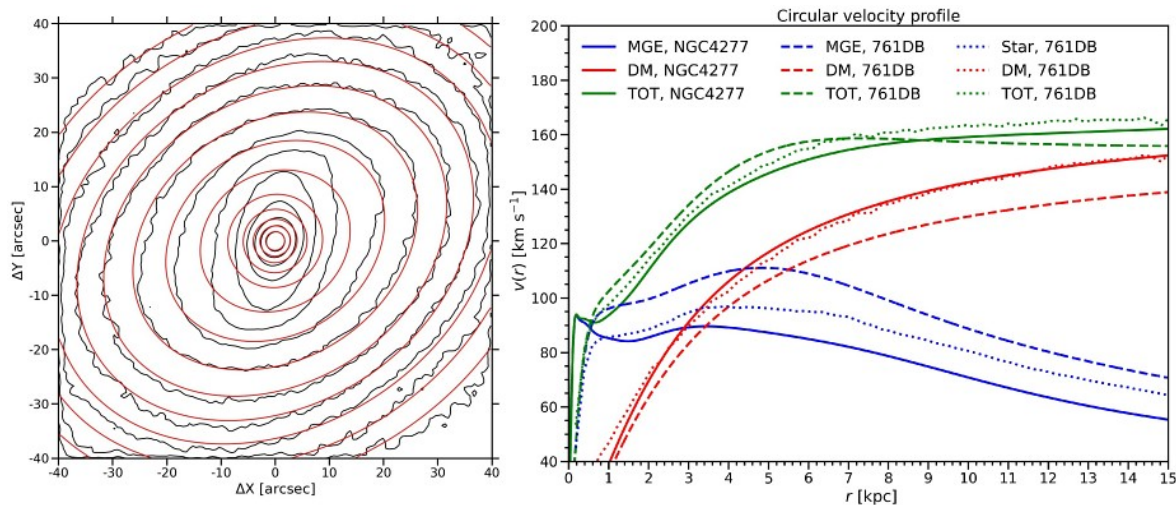 40
30
20
10
0
-10
-20
-30
-40
-40 -30 -20 -10 0 10 20 30 40
ΔX [arcsec]
ΔY [arcsec]
Circular velocity profile
MGE, NGC4277 MGE, 761DB Star, 761DB
DM, NGC4277 DM, 761DB DM, 761DB
TOT, NGC4277 TOT, 761DB TOT, 761DB
200
180
160
140
120
100
80
60
40
v(r) [km s⁻¹]
0 1 2 3 4 5 6 7 8 9 10 11 12 13 14 15
r [kpc]